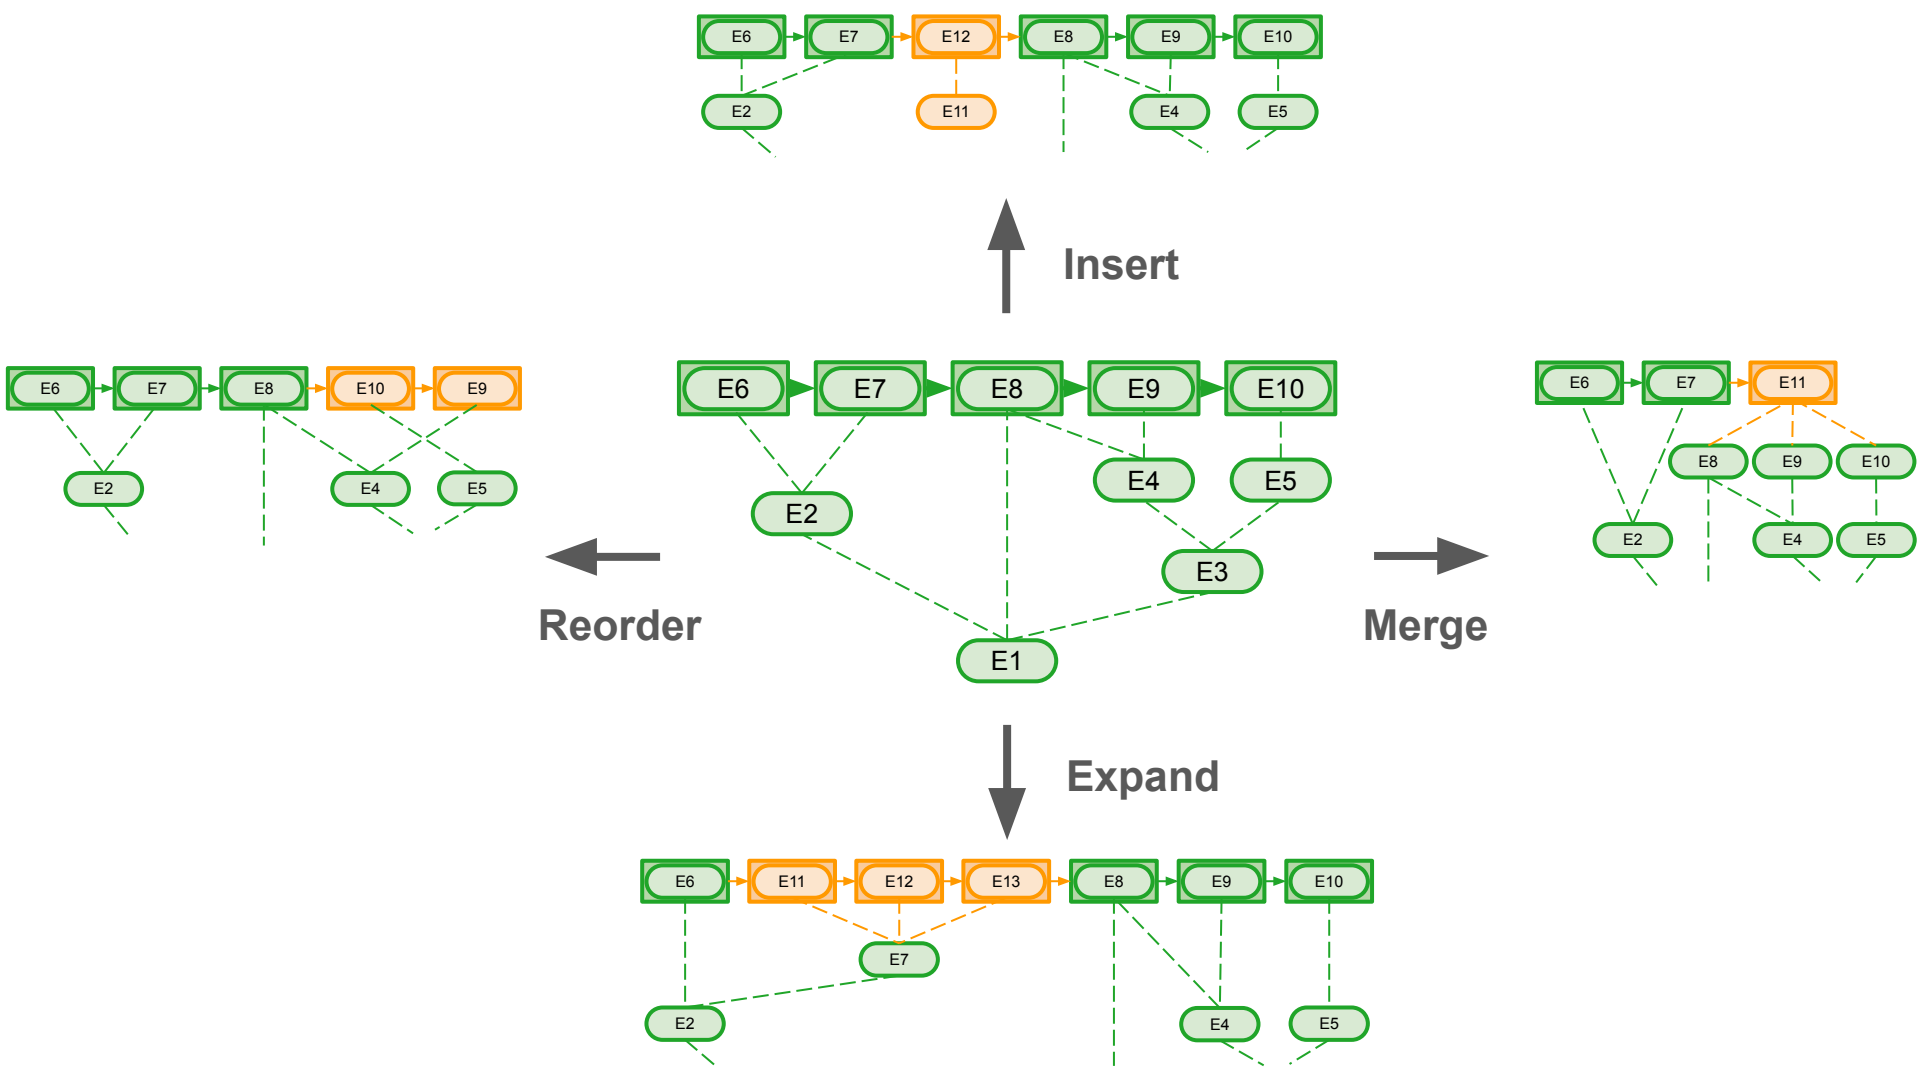 E6 E7 E12 E8 E9 E10
E2 E11 E4 E5
Insert
E6 E7 E8 E10 E9
E2 E4 E5
Reorder
E6 E7 E8 E9 E10
E4 E5
E2
E3
E1
E6 E7 E11
E8 E9 E10
E2 E4 E5
Merge
Expand
E6 E11 E12 E13 E8 E9 E10
E7
E2 E4 E5